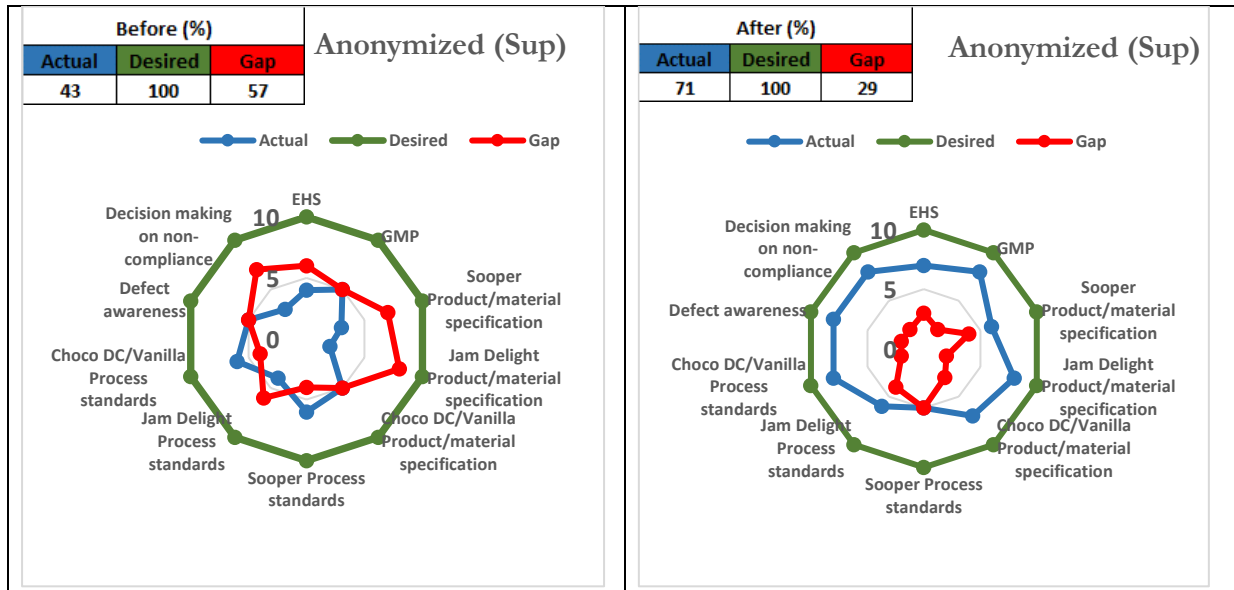 Before (%)
Actual Desired Gap
43 100 57
Anonymized (Sup)
Actual Desired Gap
EHS
10
5
0
GMP
Sooper
Product/material
specification
Jam Delight
Product/material
specification
Choco DC/Vanilla
Product/material
specification
Sooper Process
standards
Jam Delight
Process
standards
Choco DC/Vanilla
Process
standards
Defect
awareness
Decision making
on non-
compliance
After (%)
Actual Desired Gap
71 100 29
Anonymized (Sup)
Actual Desired Gap
EHS
10
5
0
GMP
Sooper
Product/material
specification
Jam Delight
Product/material
specification
Choco DC/Vanilla
Product/material
specification
Sooper Process
standards
Jam Delight
Process
standards
Choco DC/Vanilla
Process
standards
Defect awareness
Decision making
on non-
compliance